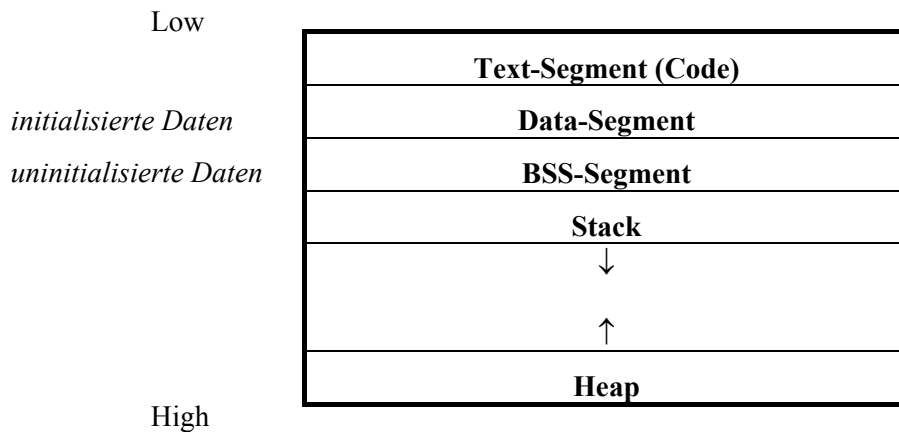 Low
Text-Segment (Code)
initialisierte Daten
Data-Segment
uninitialisierte Daten
BSS-Segment
Stack
↓
↑
Heap
High